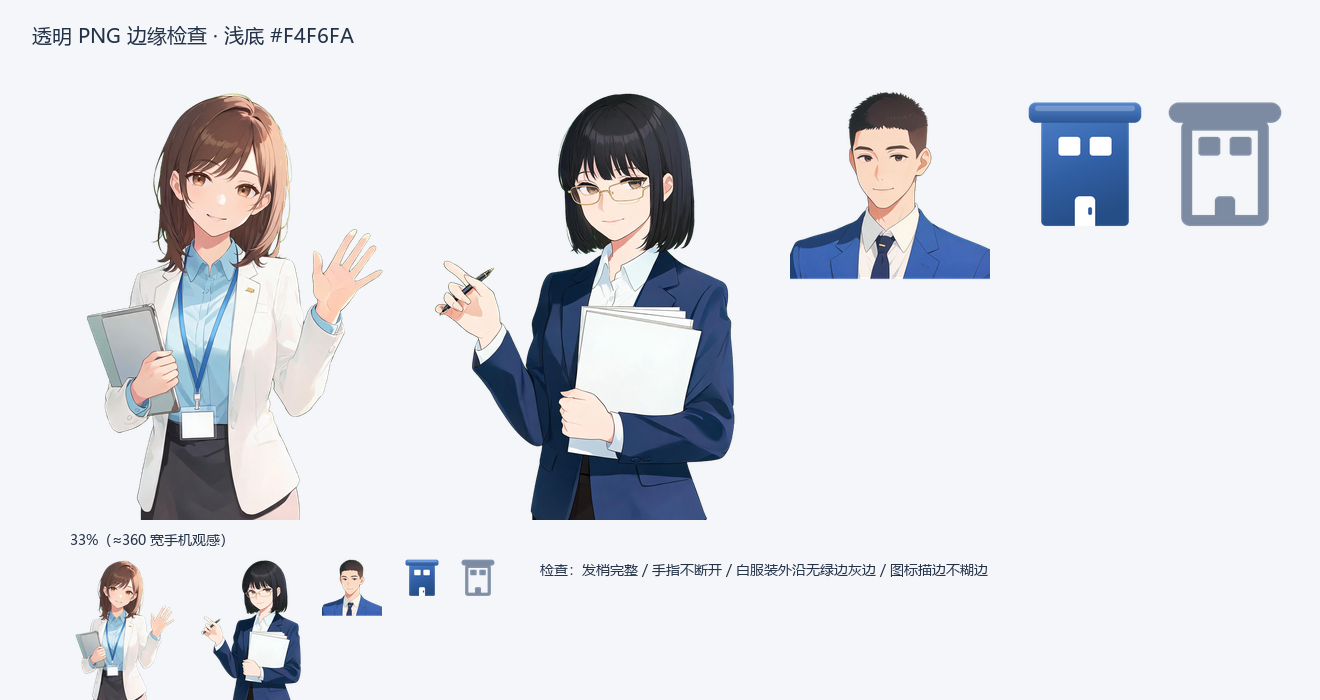 透明 PNG 边缘检查 · 浅底 #F4F6FA
33%（≈360 宽手机观感）
检查：发梢完整 / 手指不断开 / 白服装外沿无绿边灰边 / 图标描边不糊边